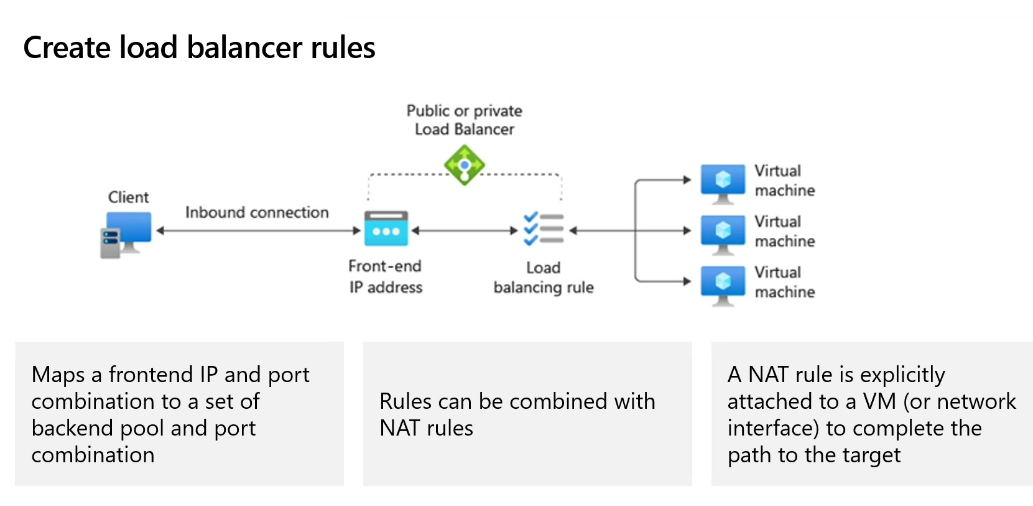 Create load balancer rules
Public or private
Load Balancer
Client
Inbound connection
Front-end
IP address
Load
balancing rule
Virtual
machine
Virtual
machine
Virtual
machine
Maps a frontend IP and port
combination to a set of
backend pool and port
combination
Rules can be combined with
NAT rules
A NAT rule is explicitly
attached to a VM (or network
interface) to complete the
path to the target